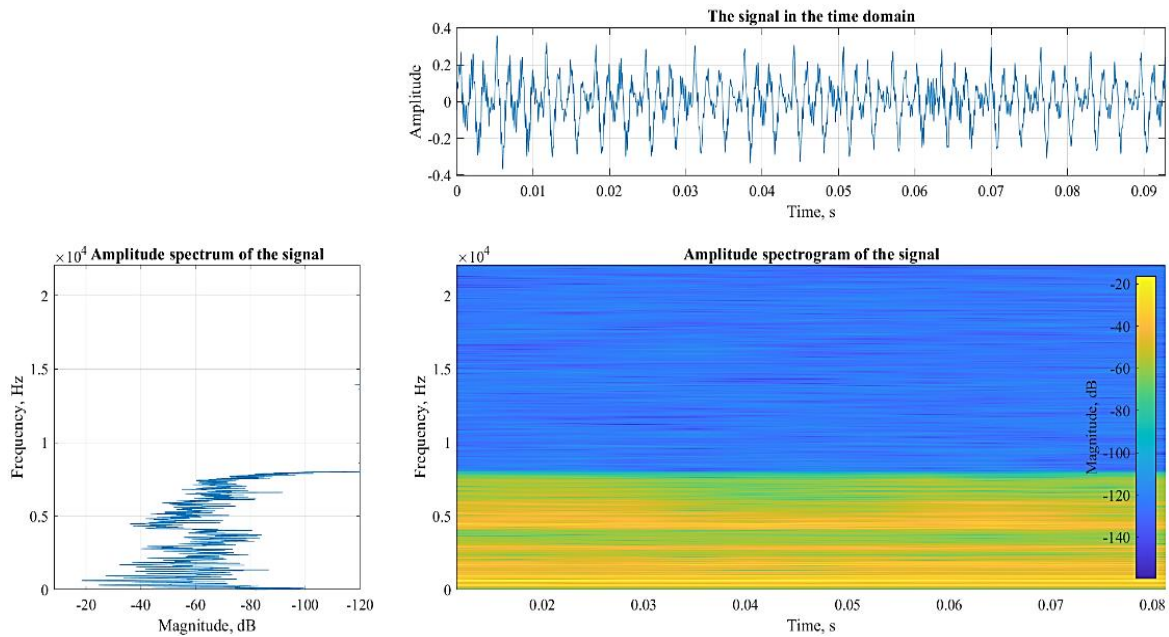 The signal in the time domain
Amplitude
0.4
0.2
0
-0.2
-0.4
0 0.01 0.02 0.03 0.04 0.05 0.06 0.07 0.08 0.09
Time, s
×10⁴ Amplitude spectrum of the signal
Frequency, Hz
2
1.5
1
0.5
0
-20 -40 -60 -80 -100 -120
Magnitude, dB
×10⁴ Amplitude spectrogram of the signal
Frequency, Hz
2
1.5
1
0.5
0
0.02 0.03 0.04 0.05 0.06 0.07 0.08
Time, s
Magnitude, dB
-20
-40
-60
-80
-100
-120
-140